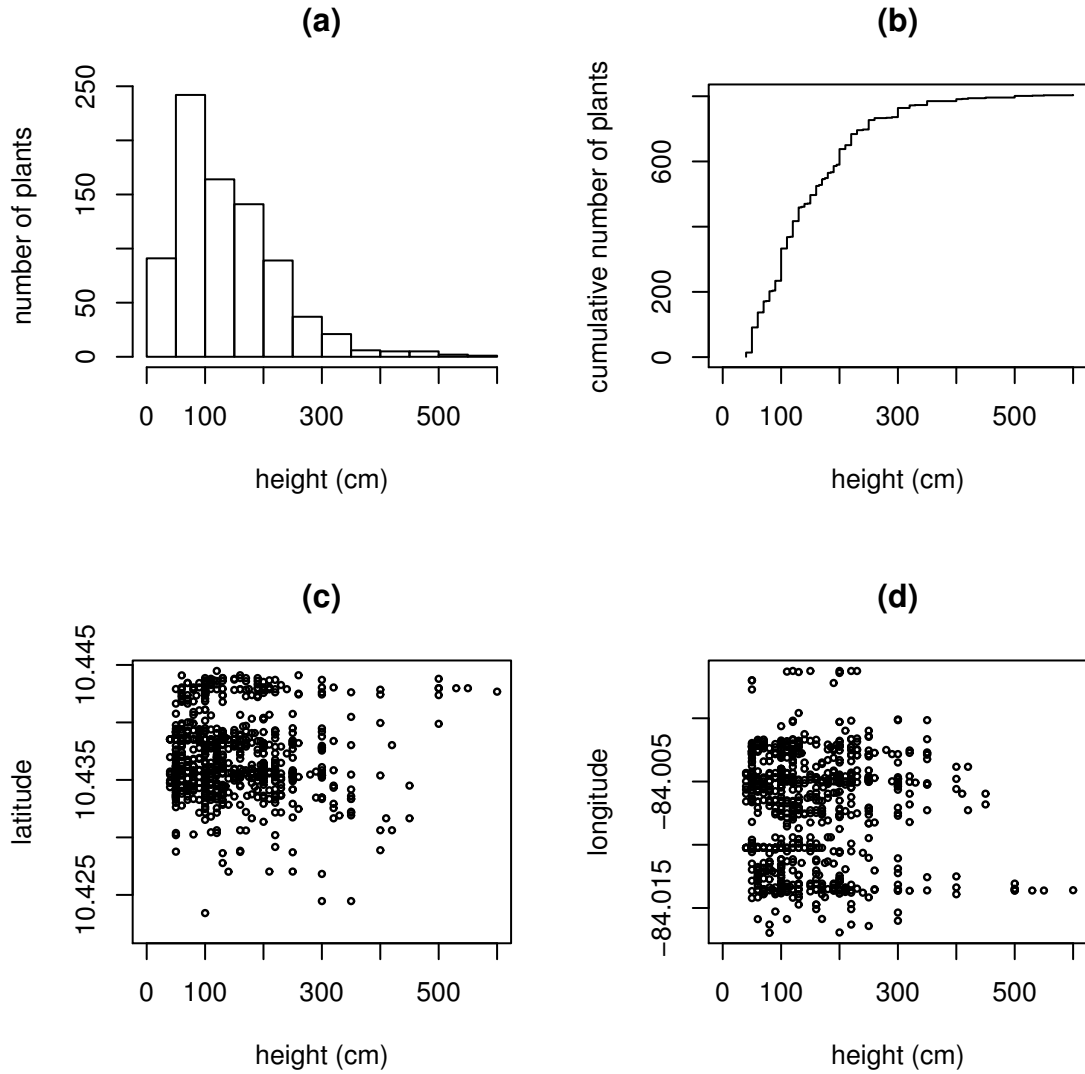 (a)
number of plants
0
50
150
250
0
100
300
500
height (cm)
(b)
cumulative number of plants
0
200
600
0
100
300
500
height (cm)
(c)
latitude
10.425
10.435
10.445
0
100
300
500
height (cm)
(d)
longitude
−84.015
−84.005
0
100
300
500
height (cm)